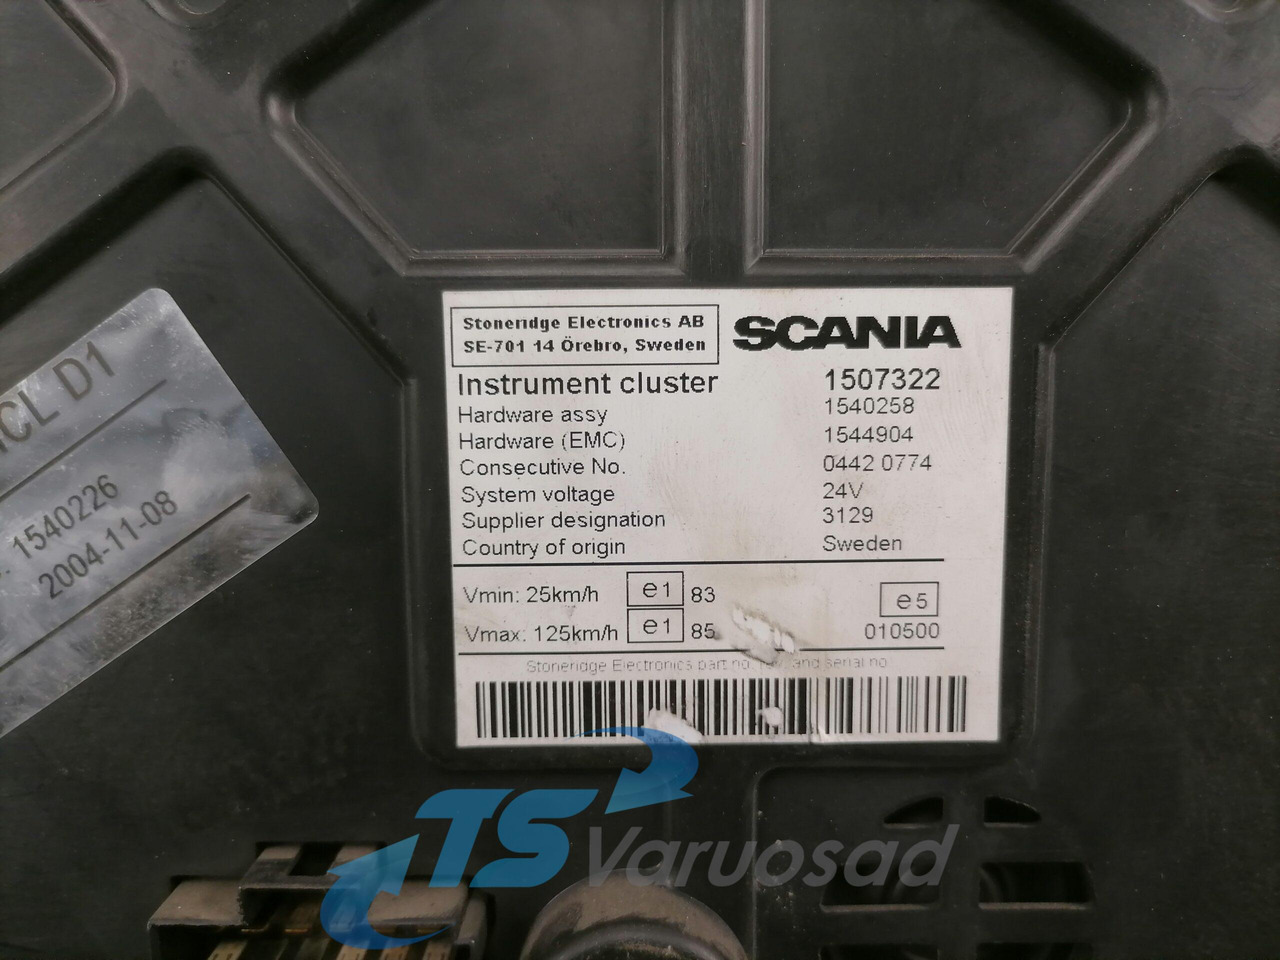 Stoneridge Electronics AB
SE-701 14 Örebro, Sweden
SCANIA
Instrument cluster 1507322
Hardware assy 1540258
Hardware (EMC) 1544904
Consecutive No. 0442 0774
System voltage 24V
Supplier designation 3129
Country of origin Sweden
Vmin: 25km/h e1 83 e5
Vmax: 125km/h e1 85 010500
Stoneridge Electronics part no. and serial no
ICL D1
1540226
2004-11-08
TS Varuosad